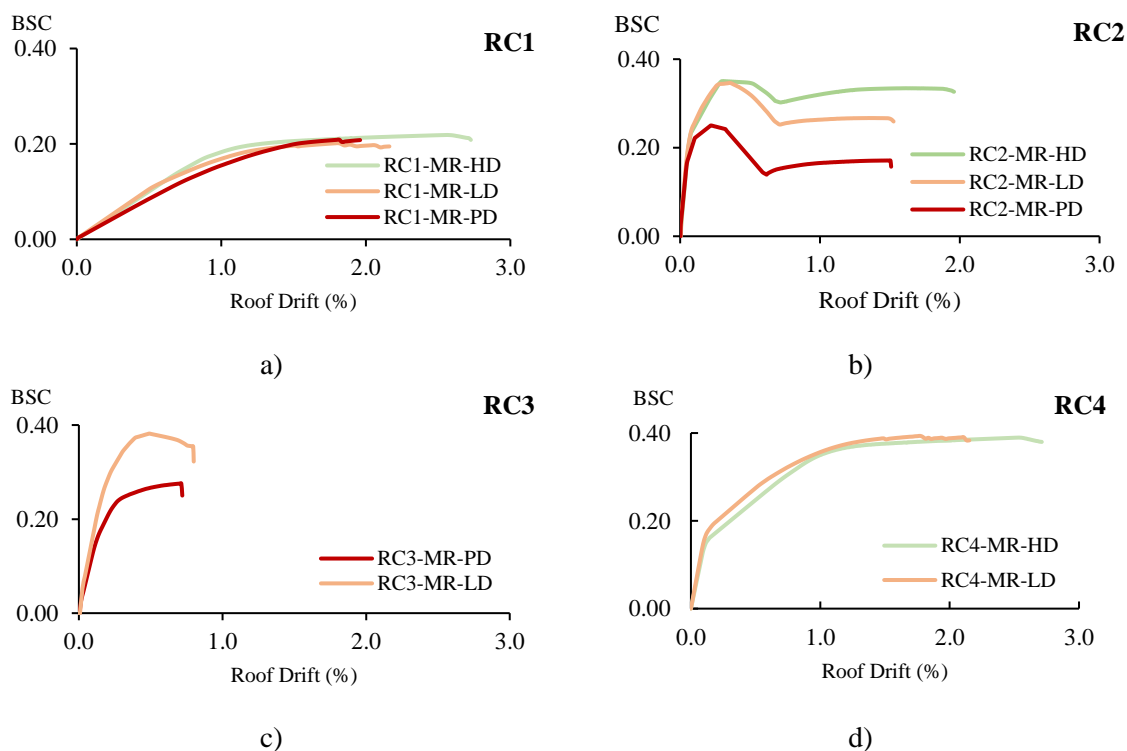 BSC
RC1
0.40
0.20
0.00
RC1-MR-HD
RC1-MR-LD
RC1-MR-PD
0.0 1.0 2.0 3.0
Roof Drift (%)
a)
BSC
RC2
0.40
0.20
0.00
RC2-MR-HD
RC2-MR-LD
RC2-MR-PD
0.0 1.0 2.0 3.0
Roof Drift (%)
b)
BSC
RC3
0.40
0.20
0.00
RC3-MR-PD
RC3-MR-LD
0.0 1.0 2.0 3.0
Roof Drift (%)
c)
BSC
RC4
0.40
0.20
0.00
RC4-MR-HD
RC4-MR-LD
0.0 1.0 2.0 3.0
Roof Drift (%)
d)